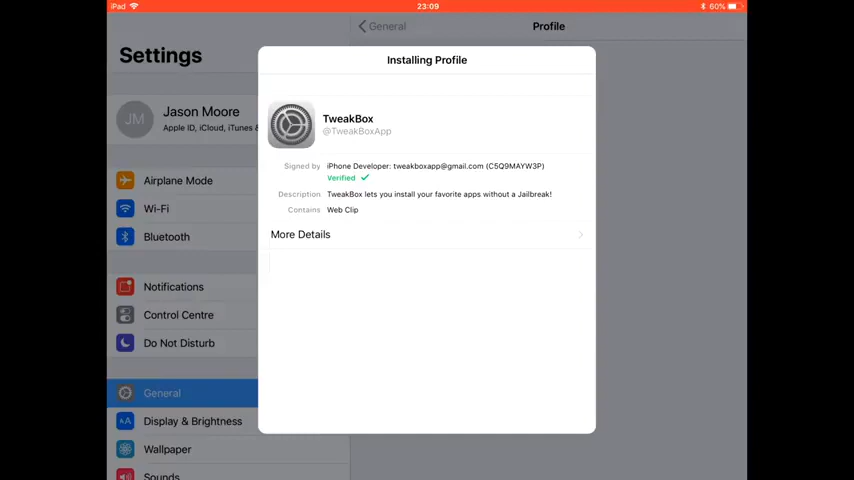 iPad
23:09
60%
General
Profile
Settings
JM
Jason Moore
Apple ID, iCloud, iTunes &
Airplane Mode
Wi-Fi
Bluetooth
Notifications
Control Centre
Do Not Disturb
General
Display & Brightness
Wallpaper
Sounds
Installing Profile
TweakBox
@TweakBoxApp
Signed by iPhone Developer: tweakboxapp@gmail.com (C5Q9MAYW3P)
Verified
Description TweakBox lets you install your favorite apps without a Jailbreak!
Contains Web Clip
More Details